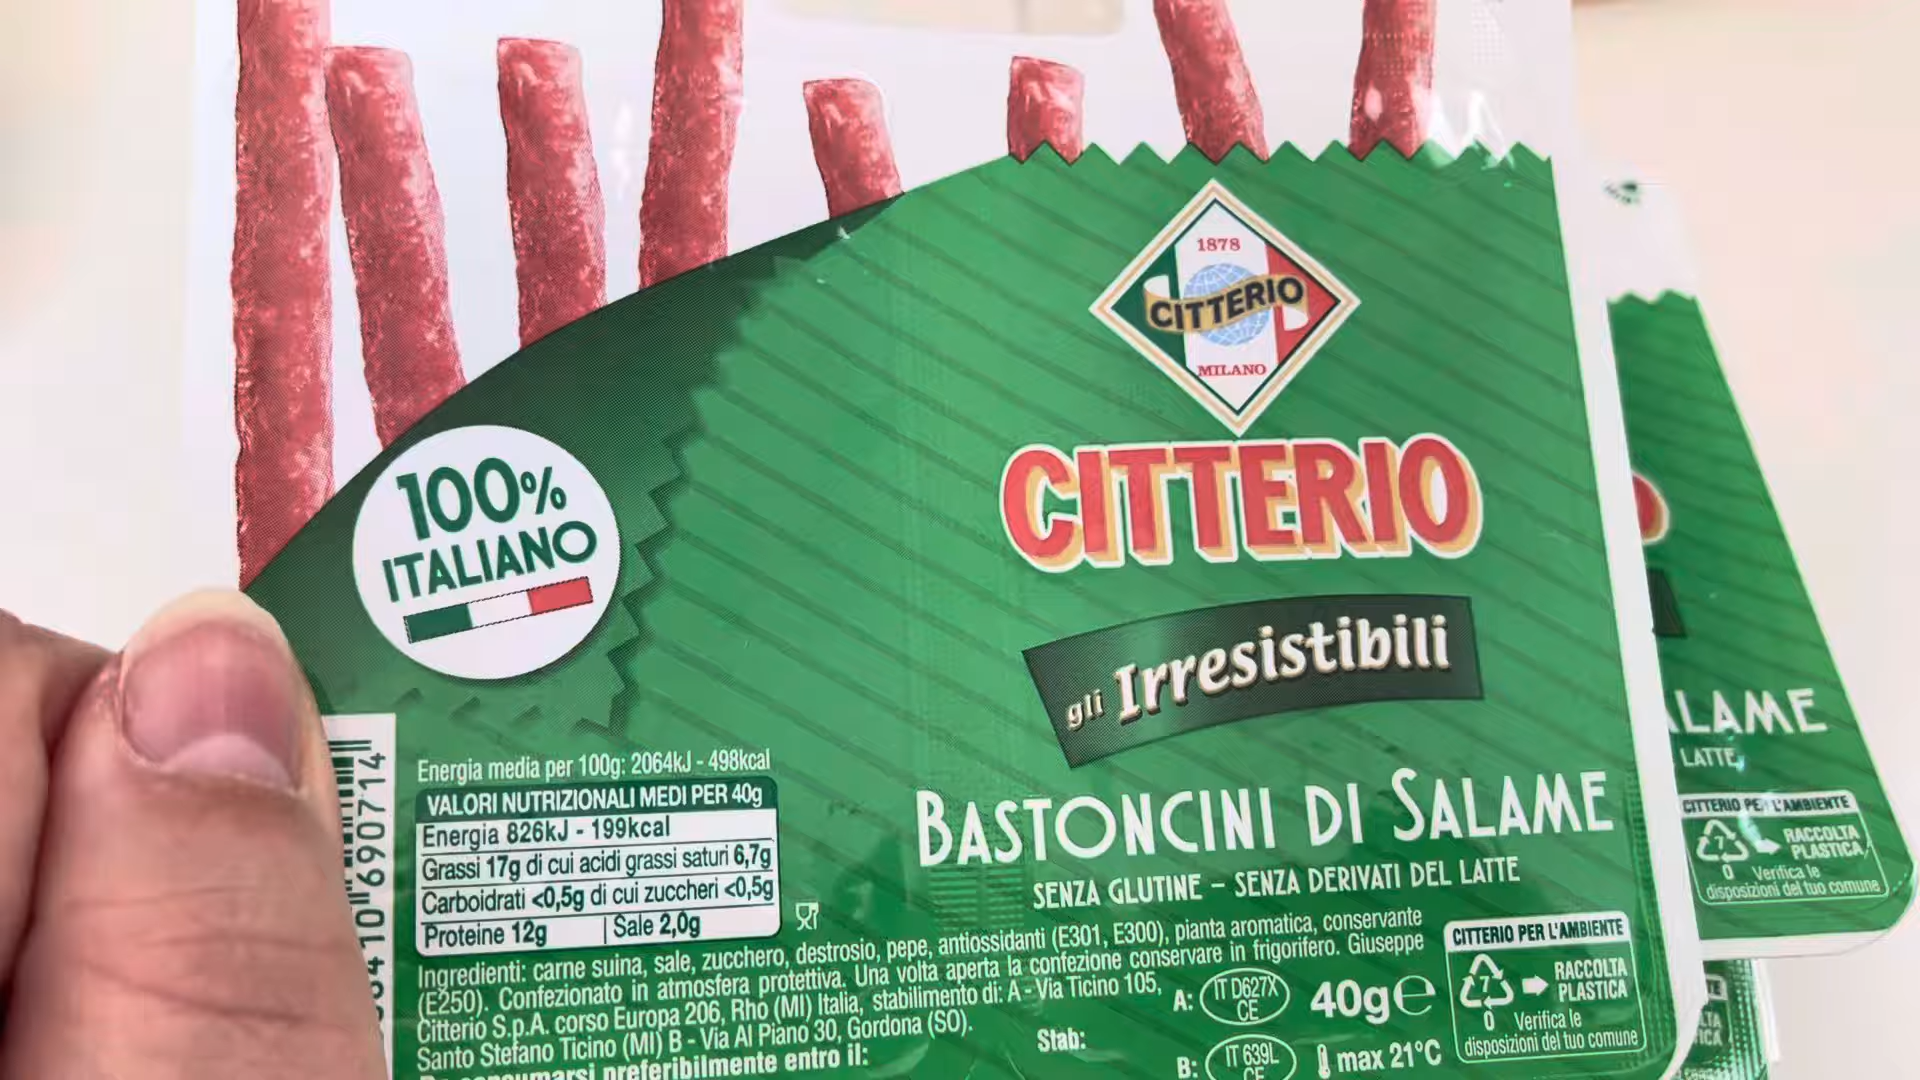 1878
CITTERIO
MILANO
CITTERIO
100%
ITALIANO
gli Irresistibili
BASTONCINI DI SALAME
SENZA GLUTINE – SENZA DERIVATI DEL LATTE
Energia media per 100g: 2064kJ - 498kcal
VALORI NUTRIZIONALI MEDI PER 40g
Energia 826kJ - 199kcal
Grassi 17g di cui acidi grassi saturi 6,7g
Carboidrati <0,5g di cui zuccheri <0,5g
Proteine 12g | Sale 2,0g
Ingredienti: carne suina, sale, zucchero, destrosio, pepe, antiossidanti (E301, E300), pianta aromatica, conservante
(E250). Confezionato in atmosfera protettiva. Una volta aperta la confezione conservare in frigorifero. Giuseppe
Citterio S.p.A. corso Europa 206, Rho (MI) Italia, stabilimento di: A - Via Ticino 105,
Santo Stefano Ticino (MI) B - Via Al Piano 30, Gordona (SO).
preferibilmente entro il:
Stab:
A: IT D627X
CE
B: IT 639L
CE
40g e
max 21°C
CITTERIO PER L'AMBIENTE
7
RACCOLTA
PLASTICA
0 Verifica le
disposizioni del tuo comune
690714
LAME
LATTE
CITTERIO PER L'AMBIENTE
7
RACCOLTA
PLASTICA
0 Verifica le
disposizioni del tuo comune